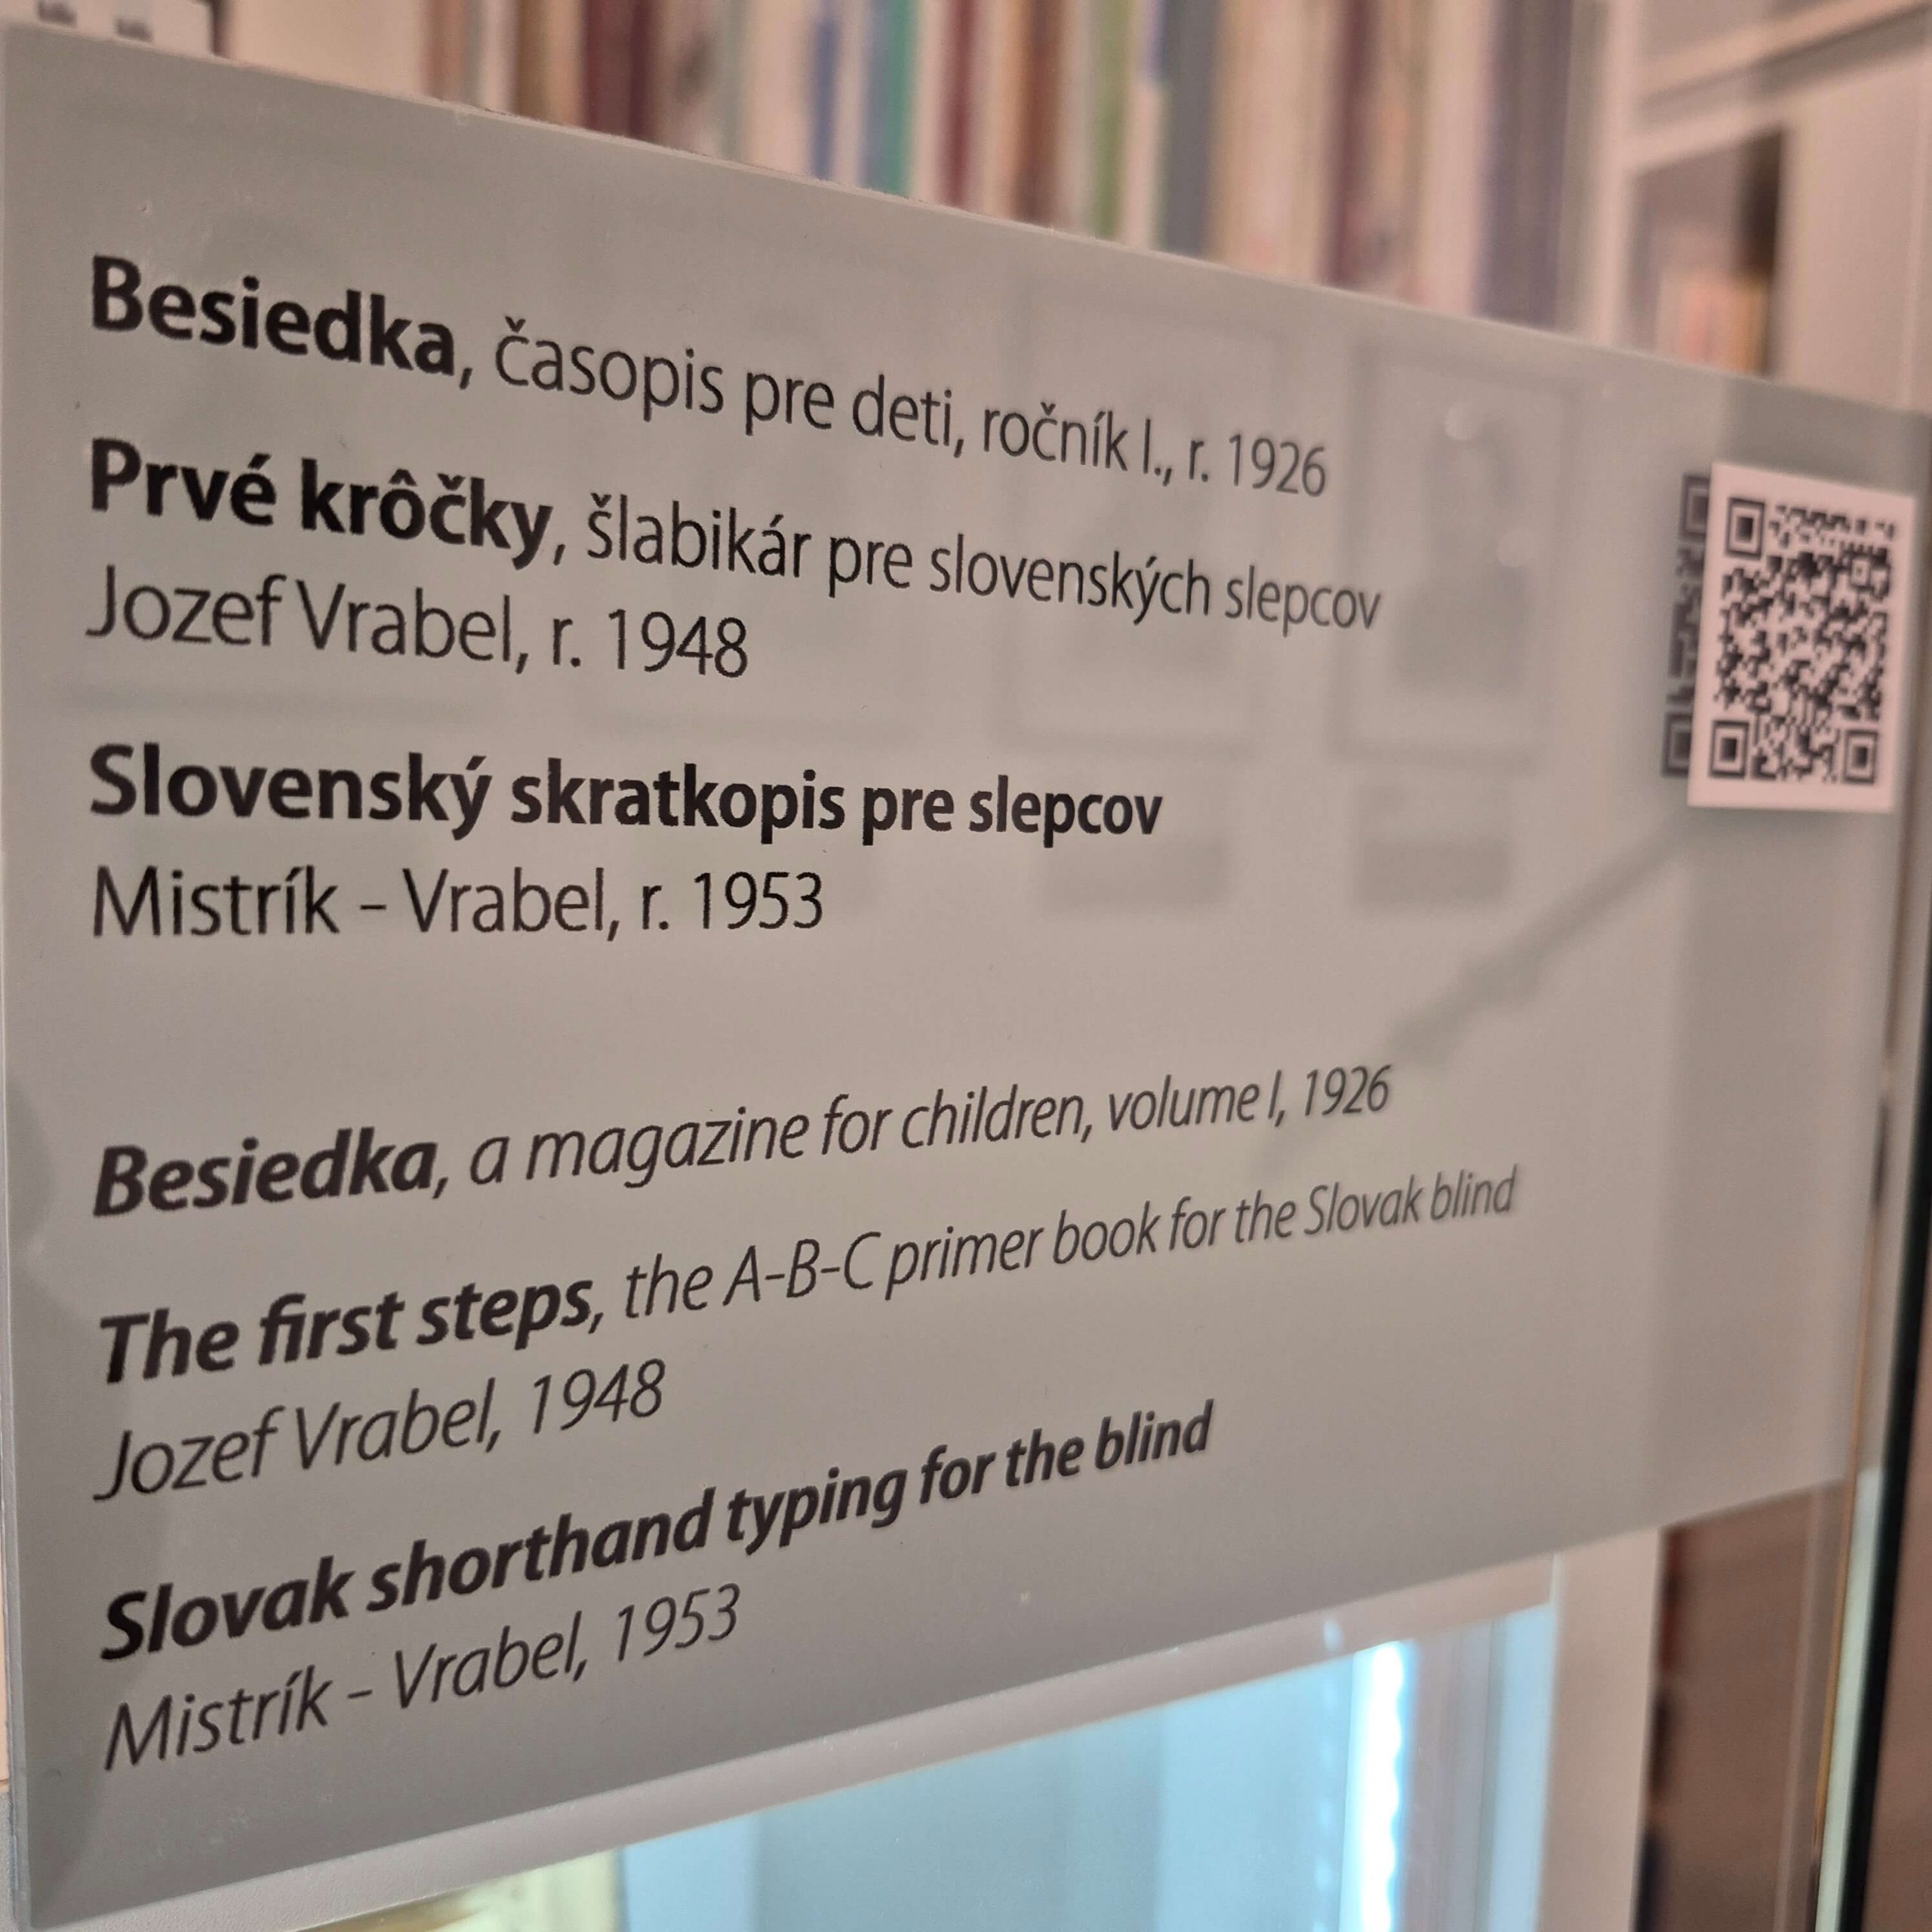 Besiedka, časopis pre deti, ročník I., r. 1926
Prvé krôčky, šlabikár pre slovenských slepcov
Jozef Vrabel, r. 1948
Slovenský skratkopis pre slepcov
Mistrík - Vrabel, r. 1953
Besiedka, a magazine for children, volume I, 1926
The first steps, the A-B-C primer book for the Slovak blind
Jozef Vrabel, 1948
Slovak shorthand typing for the blind
Mistrík - Vrabel, 1953